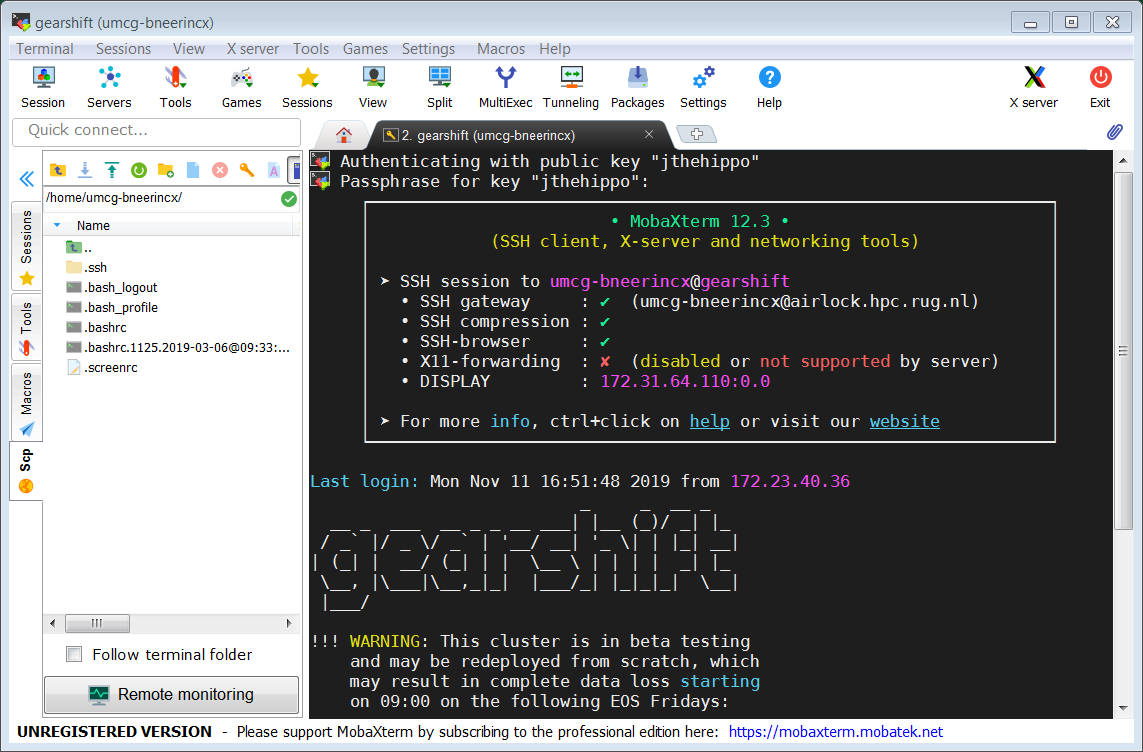 gearshift (umcg-bneerincx)
Terminal Sessions View X server Tools Games Settings Macros Help
Session Servers Tools Games Sessions View Split MultiExec Tunneling Packages Settings Help X server Exit
Quick connect...
2. gearshift (umcg-bneerincx)
/home/umcg-bneerincx/
Name
..
.ssh
.bash_logout
.bash_profile
.bashrc
.bashrc.1125.2019-03-06@09:33:...
.screenrc
Sessions
Tools
Macros
Scp
Follow terminal folder
Remote monitoring
Authenticating with public key "jthehippo"
Passphrase for key "jthehippo":
• MobaXterm 12.3 •
(SSH client, X-server and networking tools)
➤ SSH session to umcg-bneerincx@gearshift
• SSH gateway : ✔ (umcg-bneerincx@airlock.hpc.rug.nl)
• SSH compression : ✔
• SSH-browser : ✔
• X11-forwarding : ✘ (disabled or not supported by server)
• DISPLAY : 172.31.64.110:0.0
➤ For more info, ctrl+click on help or visit our website
Last login: Mon Nov 11 16:51:48 2019 from 172.23.40.36
gearshift
!!! WARNING: This cluster is in beta testing
and may be redeployed from scratch, which
may result in complete data loss starting
on 09:00 on the following EOS Fridays:
UNREGISTERED VERSION - Please support MobaXterm by subscribing to the professional edition here: https://mobaxterm.mobatek.net